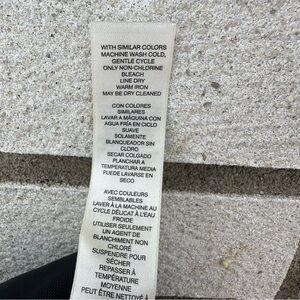 WITH SIMILAR COLORS
MACHINE WASH COLD,
GENTLE CYCLE
ONLY NON-CHLORINE
BLEACH
LINE DRY
WARM IRON
MAY BE DRY CLEANED
CON COLORES
SIMILARES
LAVAR A MÁQUINA CON
AGUA FRÍA EN CICLO
SUAVE
SOLAMENTE
BLANQUEADOR SIN
CLORO
SECAR COLGADO
PLANCHAR A
TEMPERATURA MEDIA
PUEDE LAVARSE EN
SECO
AVEC COULEURS
SEMBLABLES
LAVER À LA MACHINE AU
CYCLE DÉLICAT À L'EAU
FROIDE
UTILISER SEULEMENT
UN AGENT DE
BLANCHIMENT NON
CHLORÉ
SUSPENDRE POUR
SÉCHER
REPASSER À
TEMPÉRATURE
MOYENNE
PEUT ÊTRE NETTOYÉ À